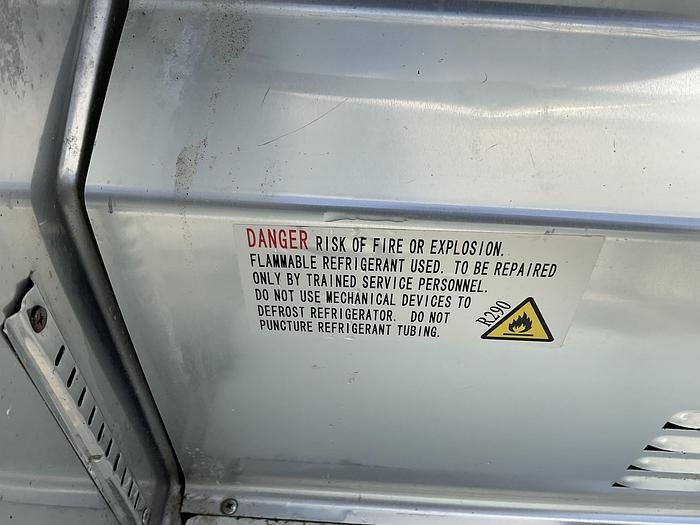 DANGER RISK OF FIRE OR EXPLOSION.
FLAMMABLE REFRIGERANT USED. TO BE REPAIRED
ONLY BY TRAINED SERVICE PERSONNEL.
DO NOT USE MECHANICAL DEVICES TO
DEFROST REFRIGERATOR. DO NOT
PUNCTURE REFRIGERANT TUBING.
R290